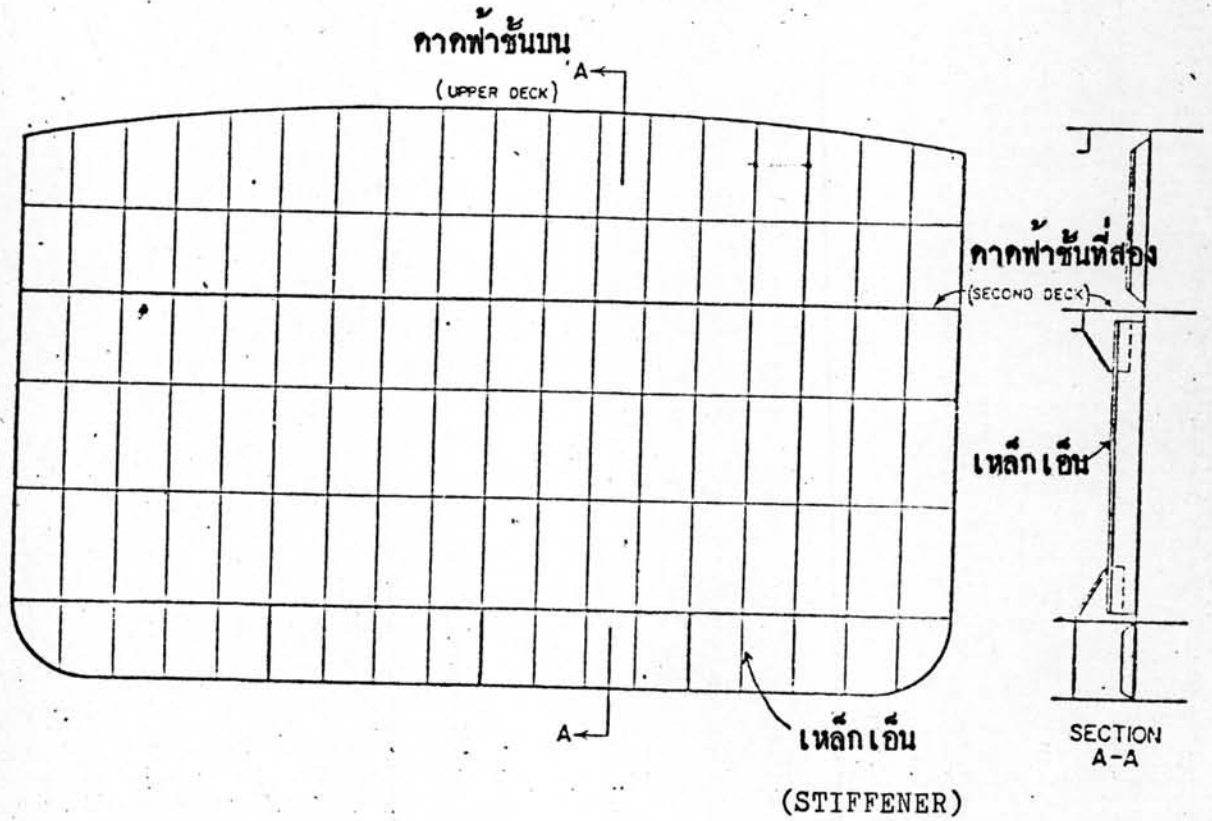 คาดฟ้าชั้นบน
(UPPER DECK)
A
คาดฟ้าชั้นที่สอง
(SECOND DECK)
เหล็กเอ็น
A
เหล็กเอ็น
(STIFFENER)
SECTION
A-A